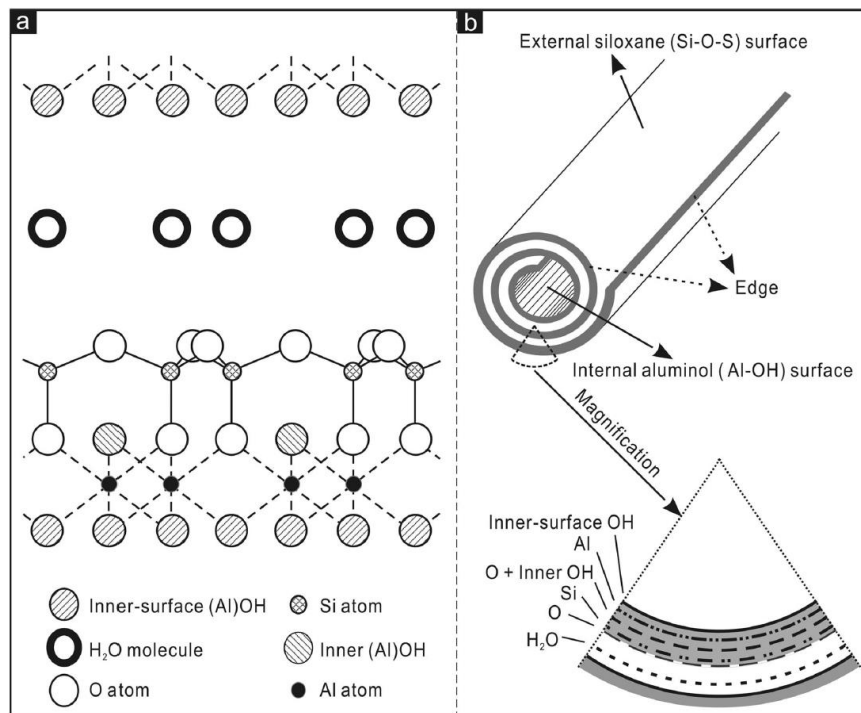 a
Inner-surface (Al)OH
Si atom
H₂O molecule
Inner (Al)OH
O atom
Al atom
b
External siloxane (Si-O-S) surface
Edge
Internal aluminol (Al-OH) surface
Magnification
Inner-surface OH
Al
O + Inner OH
Si
O
H₂O